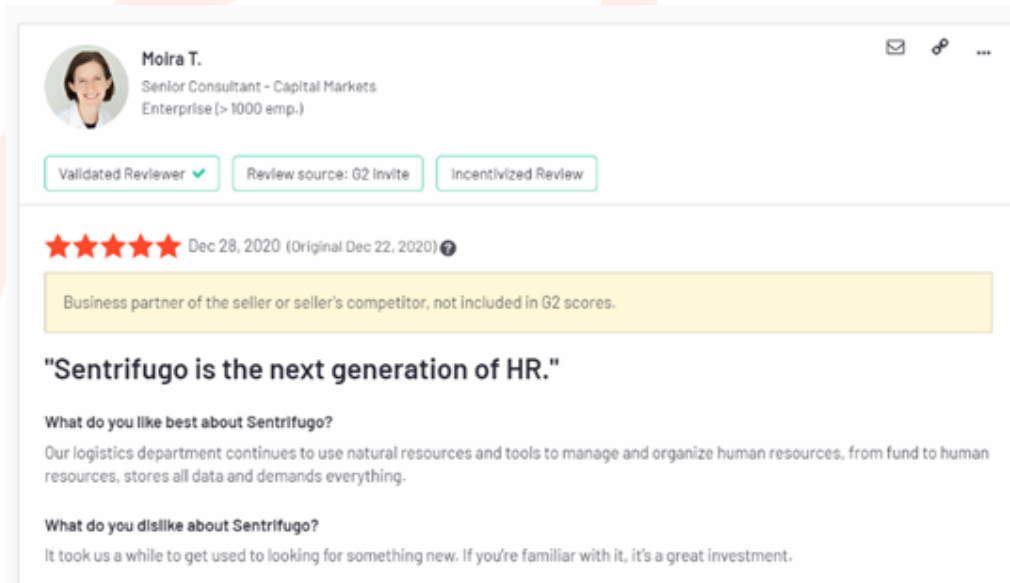 Moira T.
Senior Consultant - Capital Markets
Enterprise (> 1000 emp.)
Validated Reviewer ✔
Review source: G2 Invite
Incentivized Review
Dec 28, 2020 (Original Dec 22, 2020)
Business partner of the seller or seller's competitor, not included in G2 scores.
"Sentrifugo is the next generation of HR."
What do you like best about Sentrifugo?
Our logistics department continues to use natural resources and tools to manage and organize human resources, from fund to human
resources, stores all data and demands everything.
What do you dislike about Sentrifugo?
It took us a while to get used to looking for something new. If you're familiar with it, it's a great investment.